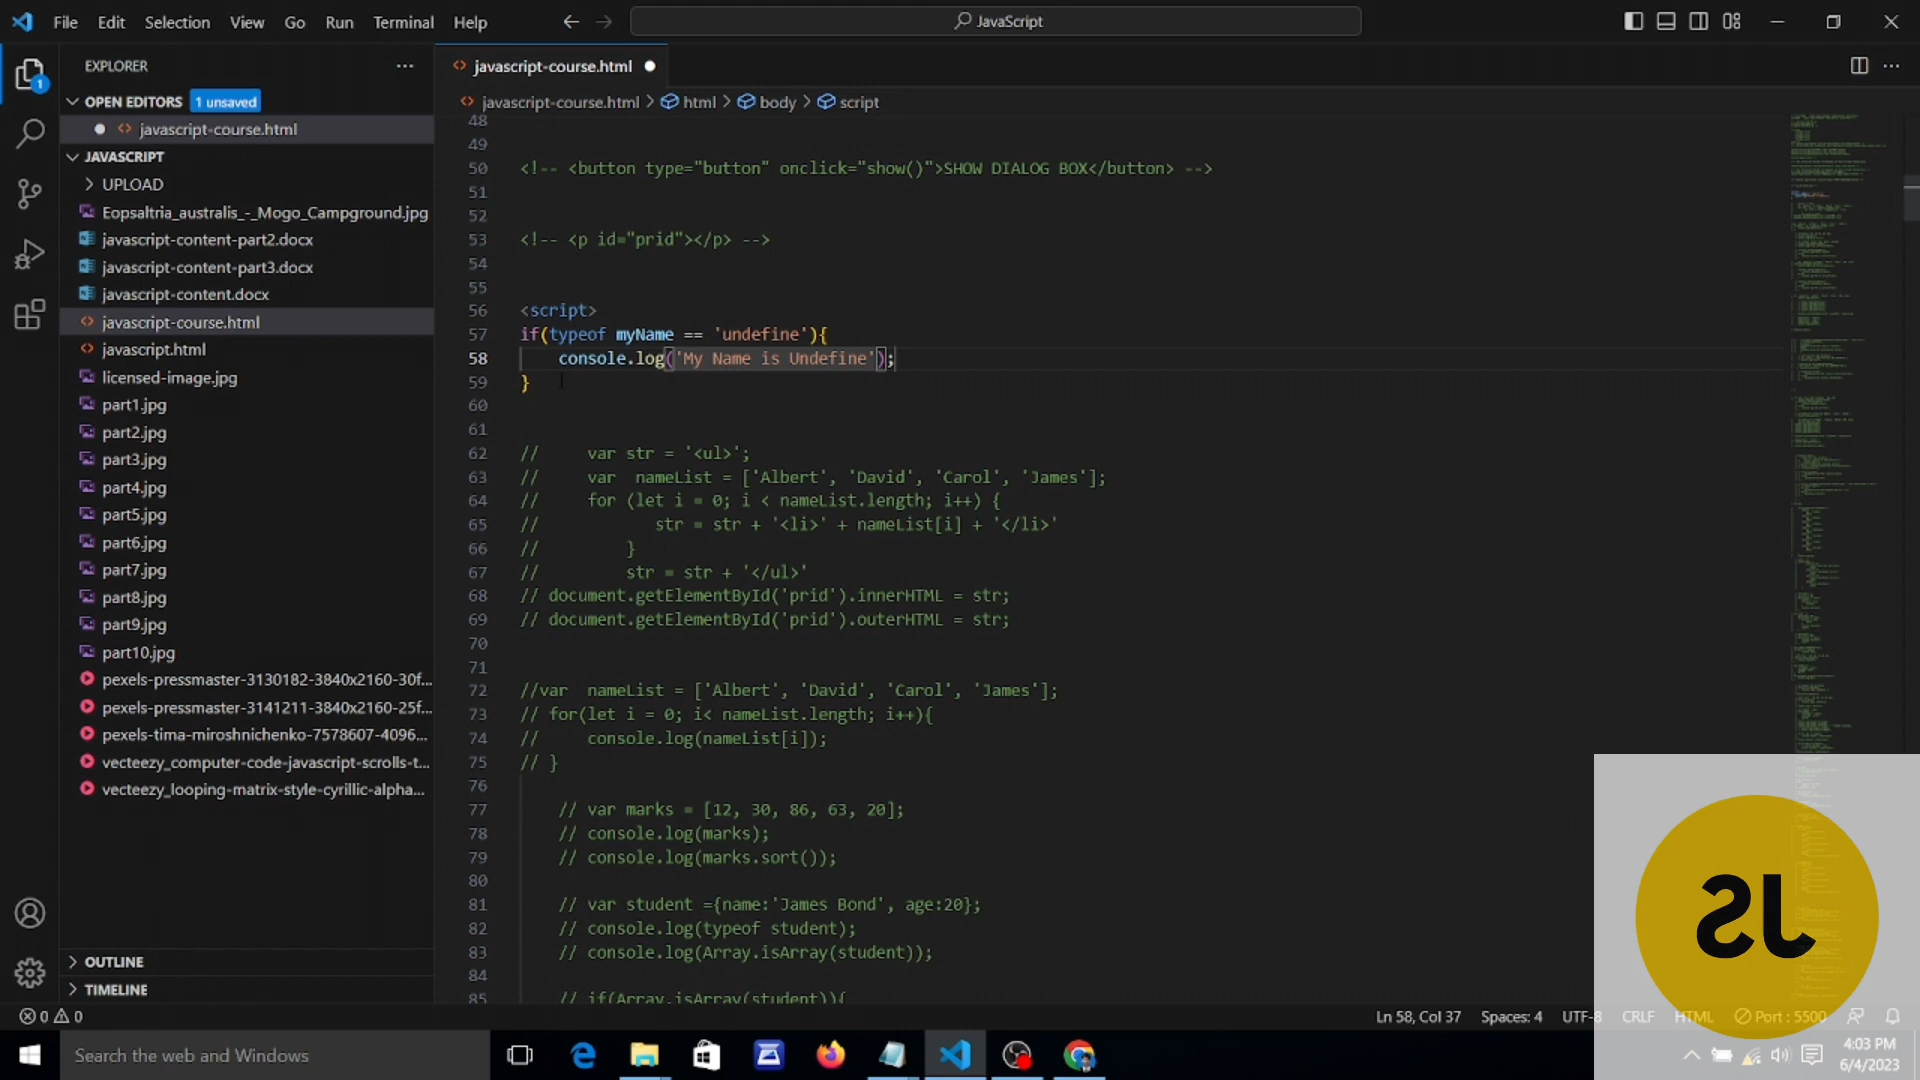 File Edit Selection View Go Run Terminal Help
JavaScript
EXPLORER
OPEN EDITORS 1 unsaved
javascript-course.html
JAVASCRIPT
UPLOAD
Eopsaltria_australis_-_Mogo_Campground.jpg
javascript-content-part2.docx
javascript-content-part3.docx
javascript-content.docx
javascript-course.html
javascript.html
licensed-image.jpg
part1.jpg
part2.jpg
part3.jpg
part4.jpg
part5.jpg
part6.jpg
part7.jpg
part8.jpg
part9.jpg
part10.jpg
pexels-pressmaster-3130182-3840x2160-30f...
pexels-pressmaster-3141211-3840x2160-25f...
pexels-tima-miroshnichenko-7578607-4096...
vecteezy_computer-code-javascript-scrolls-t...
vecteezy_looping-matrix-style-cyrillic-alpha...
OUTLINE
TIMELINE
javascript-course.html
javascript-course.html > html > body > script
48
49
50 <!-- <button type="button" onclick="show()">SHOW DIALOG BOX</button> -->
51
52
53 <!-- <p id="prid"></p> -->
54
55
56 <script>
57 if(typeof myName == 'undefine'){
58 console.log('My Name is Undefine');
59 }
60
61
62 // var str = '<ul>';
63 // var nameList = ['Albert', 'David', 'Carol', 'James'];
64 // for (let i = 0; i < nameList.length; i++) {
65 // str = str + '<li>' + nameList[i] + '</li>'
66 // }
67 // str = str + '</ul>'
68 // document.getElementById('prid').innerHTML = str;
69 // document.getElementById('prid').outerHTML = str;
70
71
72 //var nameList = ['Albert', 'David', 'Carol', 'James'];
73 // for(let i = 0; i< nameList.length; i++){
74 // console.log(nameList[i]);
75 // }
76
77 // var marks = [12, 30, 86, 63, 20];
78 // console.log(marks);
79 // console.log(marks.sort());
80
81 // var student ={name:'James Bond', age:20};
82 // console.log(typeof student);
83 // console.log(Array.isArray(student));
84
85 // if(Array.isArray(student)){
0 0
Ln 58, Col 37 Spaces: 4 UTF-8 CRLF HTML Port : 5500
Search the web and Windows
4:03 PM
6/4/2023